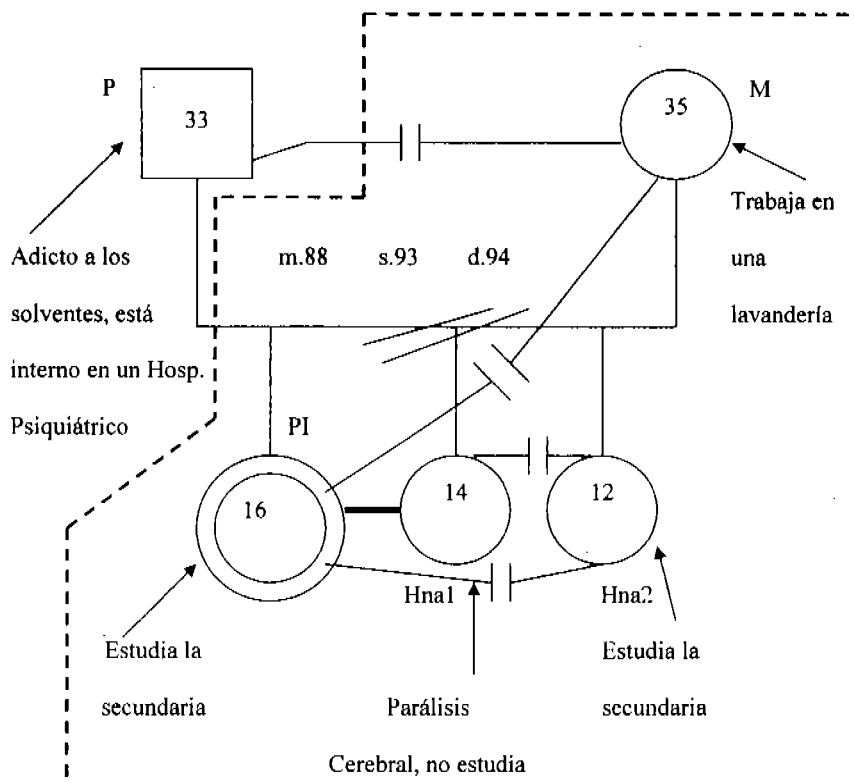 P
M
33
35
Adicto a los
solventes, está
interno en un Hosp.
Psiquiátrico
Trabaja en
una
lavandería
m.88 s.93 d.94
PI
16
14
12
Hna1
Hna2
Estudia la
secundaria
Parálisis
Cerebral, no estudia
Estudia la
secundaria